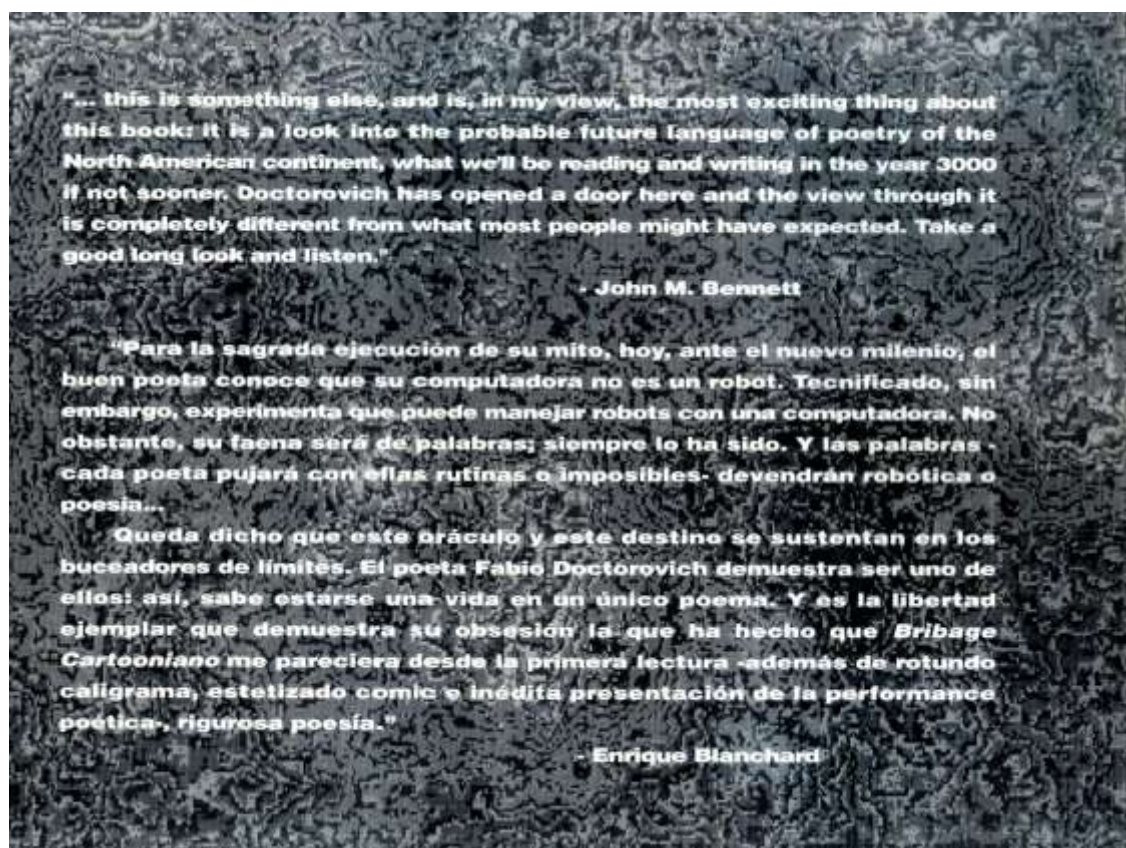 "... this is something else, and is, in my view, the most exciting thing about
this book: it is a look into the probable future language of poetry of the
North American continent, what we'll be reading and writing in the year 3000
if not sooner. Doctorovich has opened a door here and the view through it
is completely different from what most people might have expected. Take a
good long look and listen."
- John M. Bennett
"Para la sagrada ejecución de su mito, hoy, ante el nuevo milenio, el
buen poeta conoce que su computadora no es un robot. Tecnificado, sin
embargo, experimenta que puede manejar robots con una computadora. No
obstante, su faena será de palabras; siempre lo ha sido. Y las palabras -
cada poeta pujará con ellas rutinas o imposibles- devendrán robótica o
poesía...
Queda dicho que este oráculo y este destino se sustentan en los
buceadores de límites. El poeta Fabio Doctorovich demuestra ser uno de
ellos: así, sabe estarse una vida en un único poema. Y es la libertad
ejemplar que demuestra su obsesión la que ha hecho que Bribage
Cartooniano me pareciera desde la primera lectura -además de rotundo
caligrama, estetizado comic e inédita presentación de la performance
poética-, rigurosa poesía."
- Enrique Blanchard